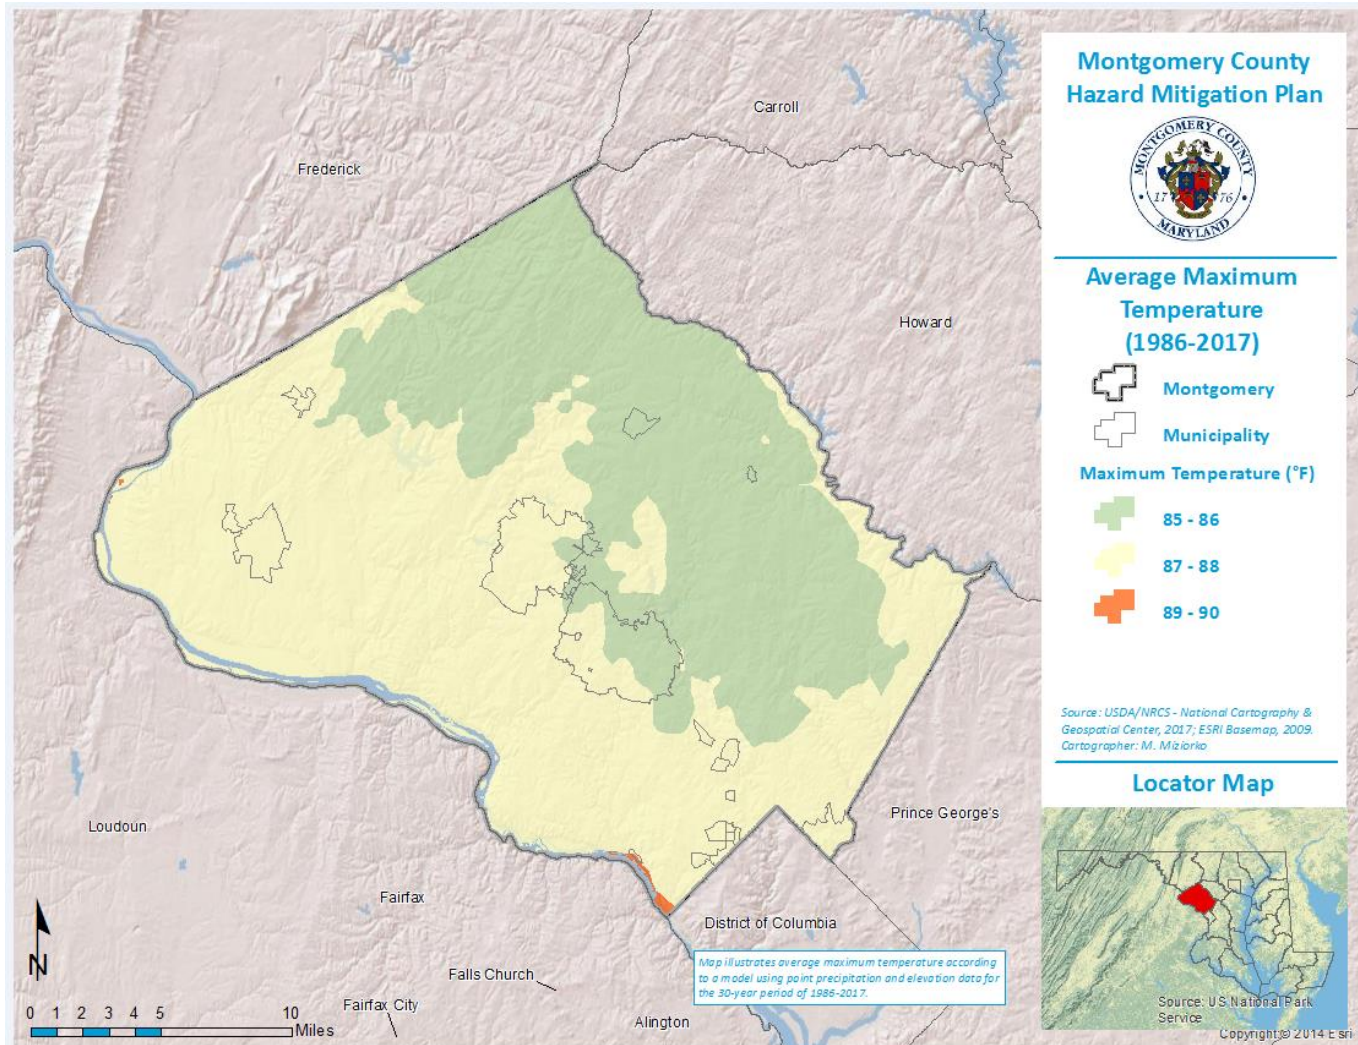 Montgomery County
Hazard Mitigation Plan
MONTGOMERY COUNTY
17 76
MARYLAND
Average Maximum
Temperature
(1986-2017)
Montgomery
Municipality
Maximum Temperature (°F)
85 - 86
87 - 88
89 - 90
Source: USDA/NRCS - National Cartography &
Geospatial Center, 2017; ESRI Basemap, 2009.
Cartographer: M. Miziorko
Locator Map
Source: US National Park
Service
Copyright:© 2014 Esri
Carroll
Frederick
Howard
Loudoun
Prince George's
Fairfax
District of Columbia
Falls Church
Fairfax City
Alington
Map illustrates average maximum temperature according
to a model using point precipitation and elevation data for
the 30-year period of 1986-2017.
N
0 1 2 3 4 5 10
Miles